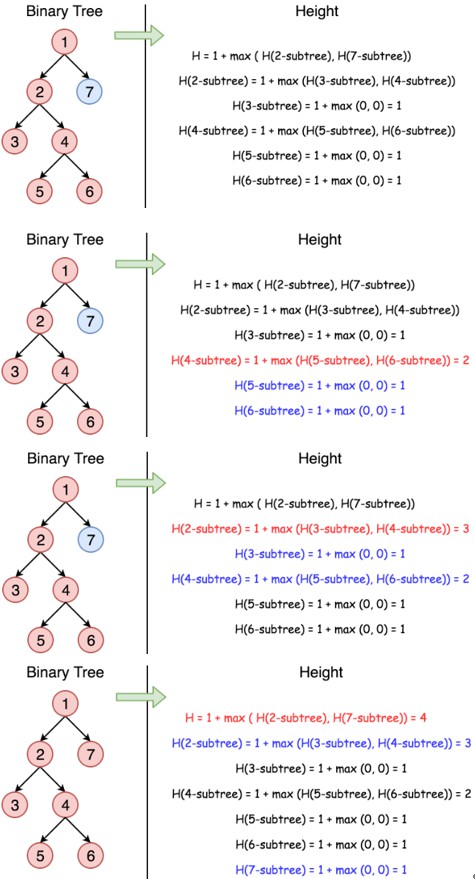 Binary Tree
Height
1
2
7
3
4
5
6
H = 1 + max ( H(2-subtree), H(7-subtree))
H(2-subtree) = 1 + max (H(3-subtree), H(4-subtree))
H(3-subtree) = 1 + max (0, 0) = 1
H(4-subtree) = 1 + max (H(5-subtree), H(6-subtree))
H(5-subtree) = 1 + max (0, 0) = 1
H(6-subtree) = 1 + max (0, 0) = 1
Binary Tree
Height
1
2
7
3
4
5
6
H = 1 + max ( H(2-subtree), H(7-subtree))
H(2-subtree) = 1 + max (H(3-subtree), H(4-subtree))
H(3-subtree) = 1 + max (0, 0) = 1
H(4-subtree) = 1 + max (H(5-subtree), H(6-subtree)) = 2
H(5-subtree) = 1 + max (0, 0) = 1
H(6-subtree) = 1 + max (0, 0) = 1
Binary Tree
Height
1
2
7
3
4
5
6
H = 1 + max ( H(2-subtree), H(7-subtree))
H(2-subtree) = 1 + max (H(3-subtree), H(4-subtree)) = 3
H(3-subtree) = 1 + max (0, 0) = 1
H(4-subtree) = 1 + max (H(5-subtree), H(6-subtree)) = 2
H(5-subtree) = 1 + max (0, 0) = 1
H(6-subtree) = 1 + max (0, 0) = 1
Binary Tree
Height
1
2
7
3
4
5
6
H = 1 + max ( H(2-subtree), H(7-subtree)) = 4
H(2-subtree) = 1 + max (H(3-subtree), H(4-subtree)) = 3
H(3-subtree) = 1 + max (0, 0) = 1
H(4-subtree) = 1 + max (H(5-subtree), H(6-subtree)) = 2
H(5-subtree) = 1 + max (0, 0) = 1
H(6-subtree) = 1 + max (0, 0) = 1
H(7-subtree) = 1 + max (0, 0) = 1